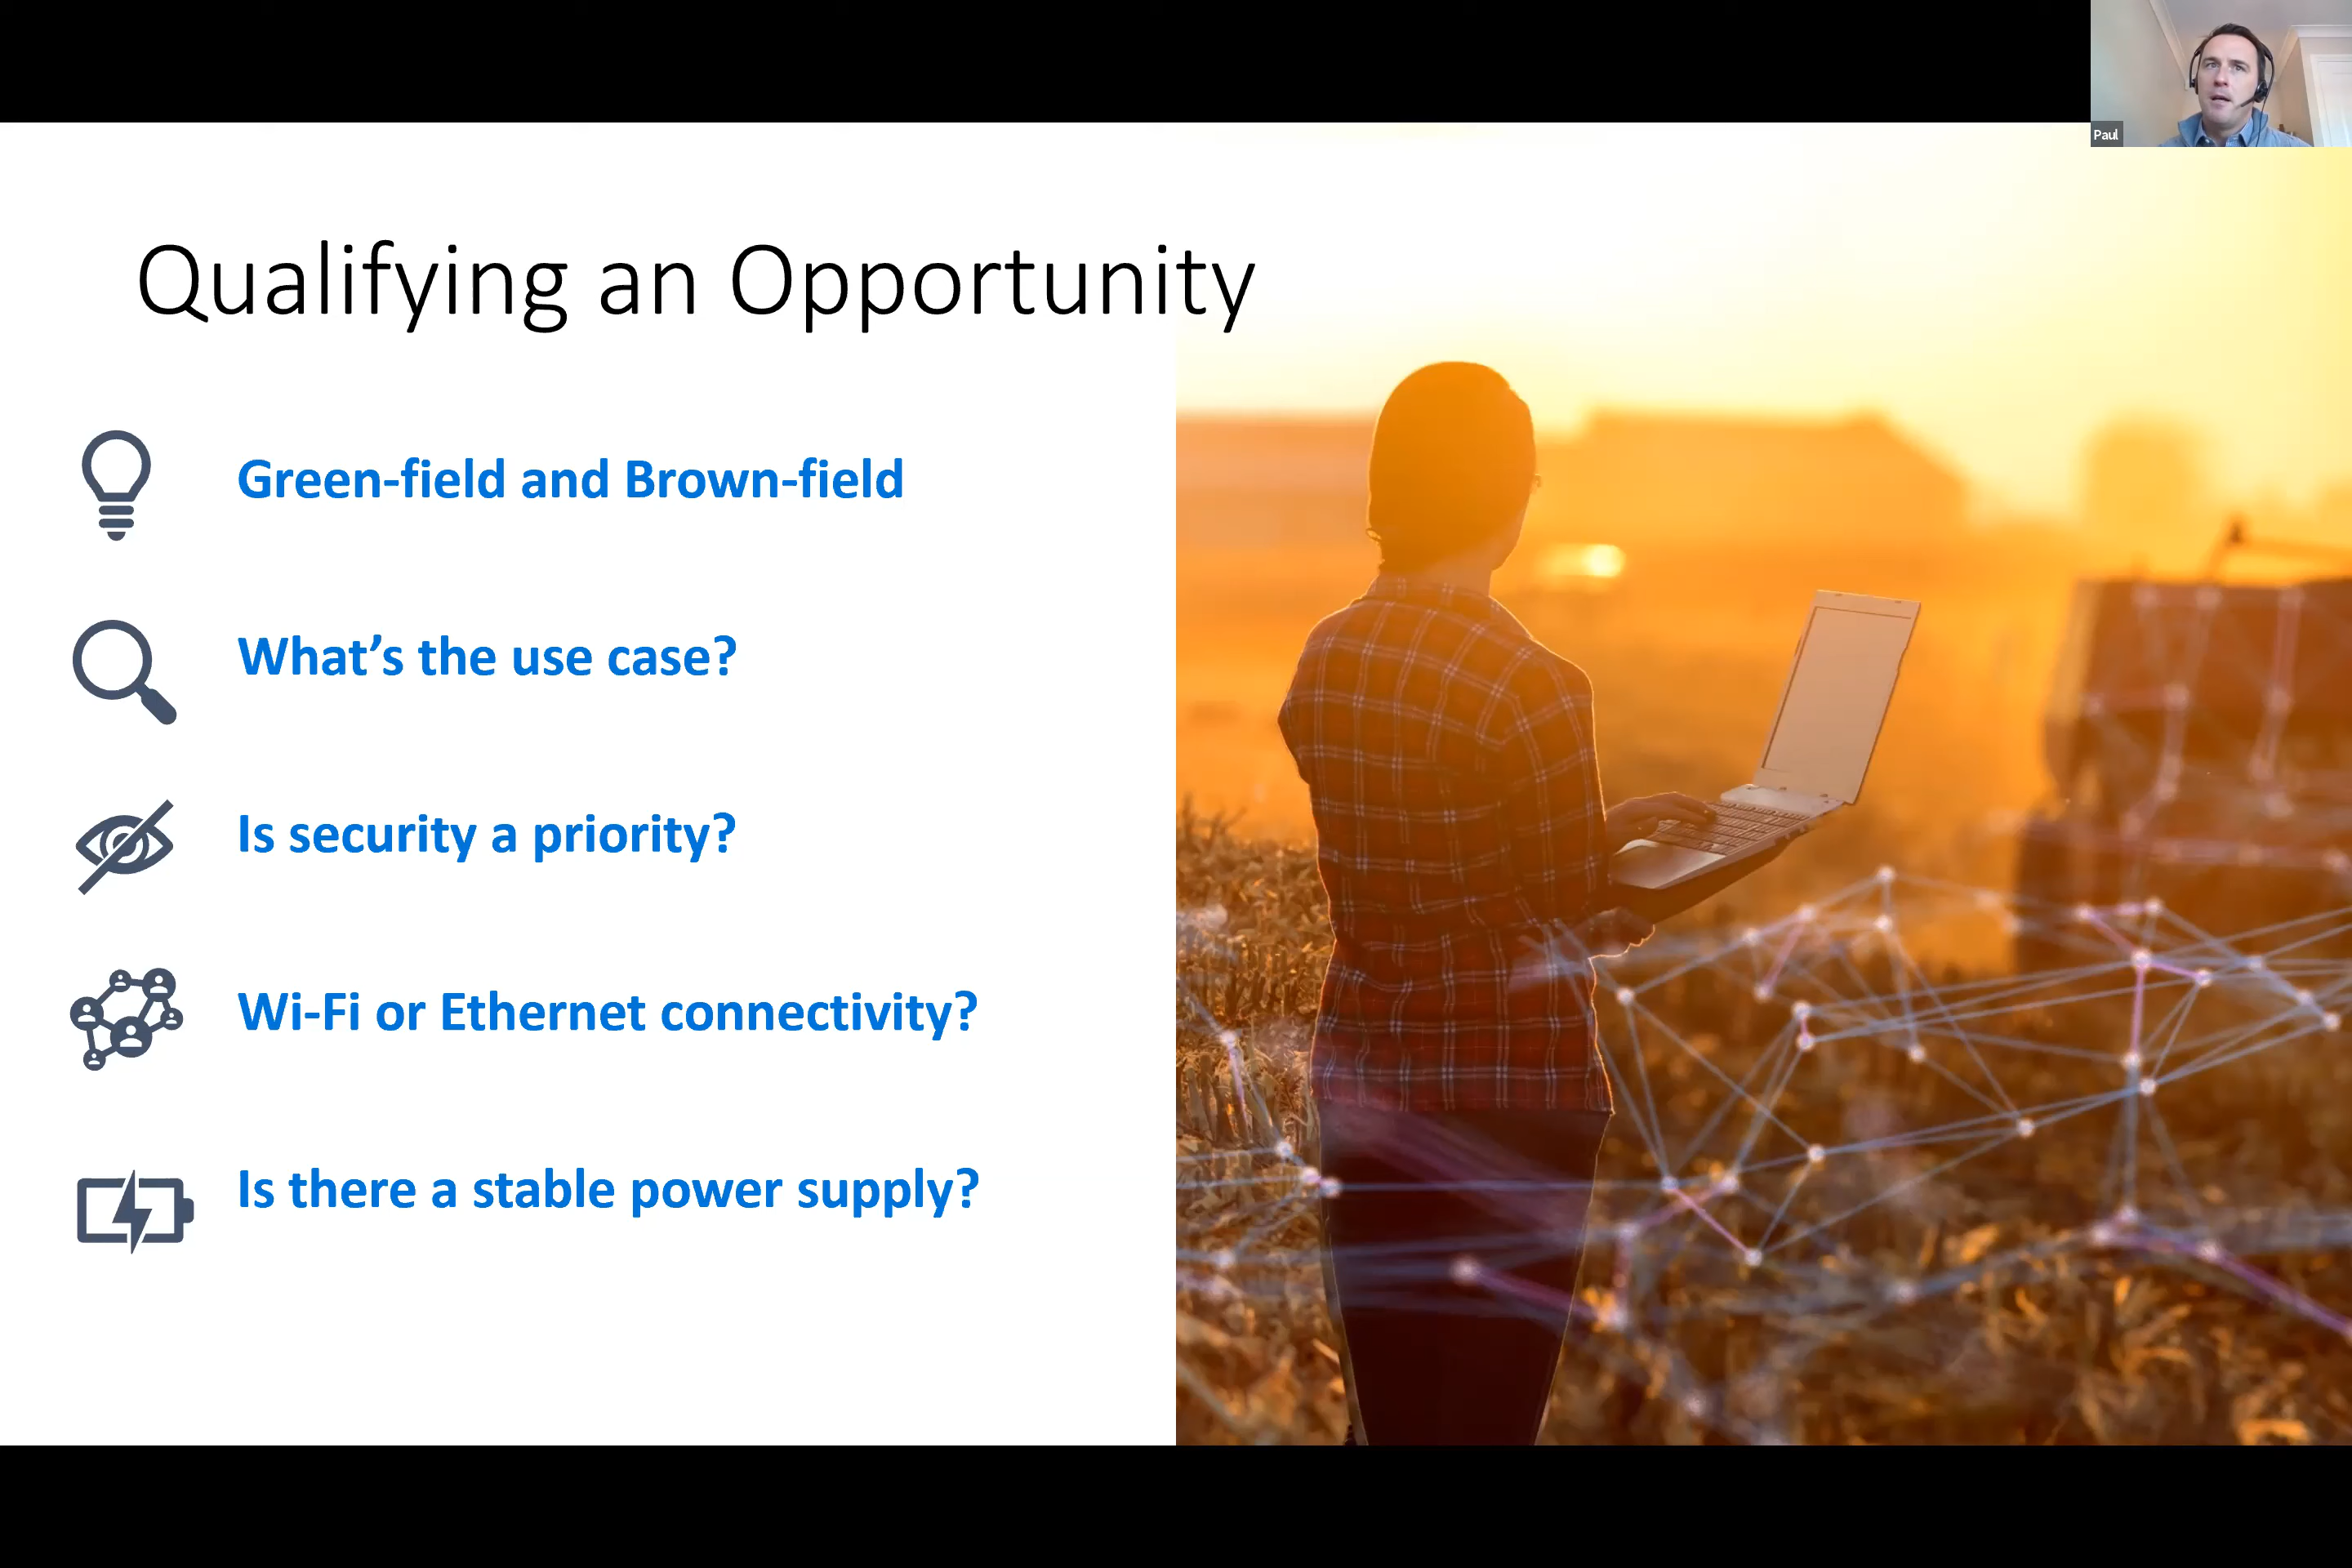 Paul
Qualifying an Opportunity
Green-field and Brown-field
What’s the use case?
Is security a priority?
Wi-Fi or Ethernet connectivity?
Is there a stable power supply?